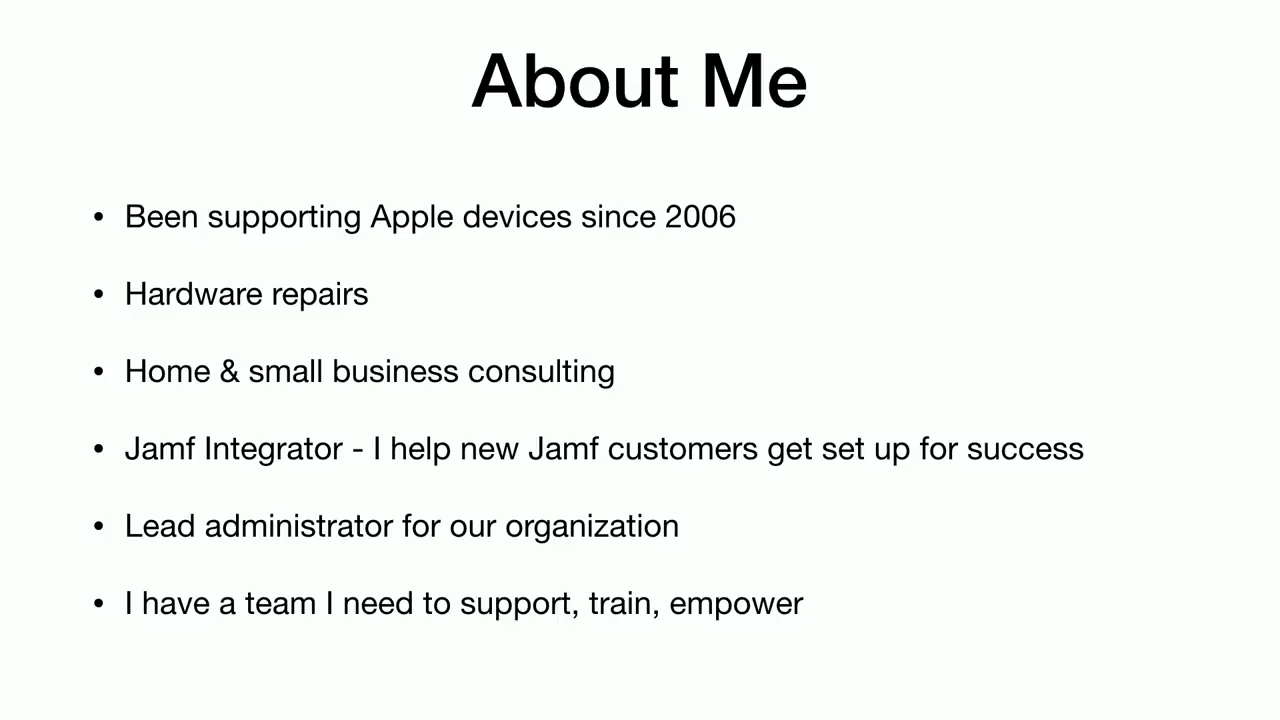 About Me
• Been supporting Apple devices since 2006
• Hardware repairs
• Home & small business consulting
• Jamf Integrator - I help new Jamf customers get set up for success
• Lead administrator for our organization
• I have a team I need to support, train, empower